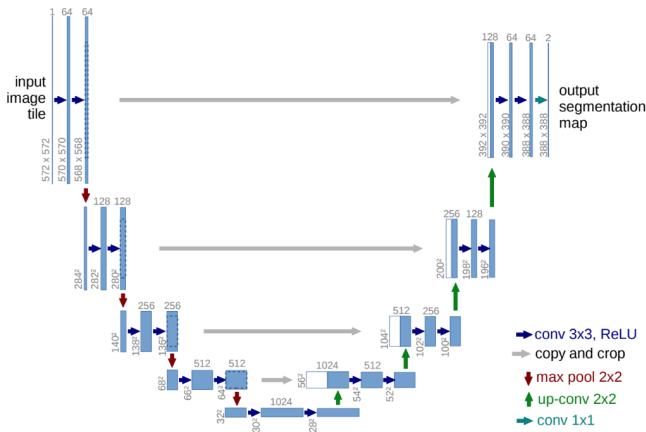 1 64 64
input
image
tile
572 x 572
570 x 570
568 x 568
128 64 64 2
output
segmentation
map
392 x 392
390 x 390
388 x 388
388 x 388
128 128
284²
282²
280²
256 128
200²
198²
196²
256 256
140²
138²
136²
512 256
104²
102²
100²
512 512
68²
66²
64²
1024 512
56²
54²
52²
1024
32²
30²
28²
conv 3x3, ReLU
copy and crop
max pool 2x2
up-conv 2x2
conv 1x1